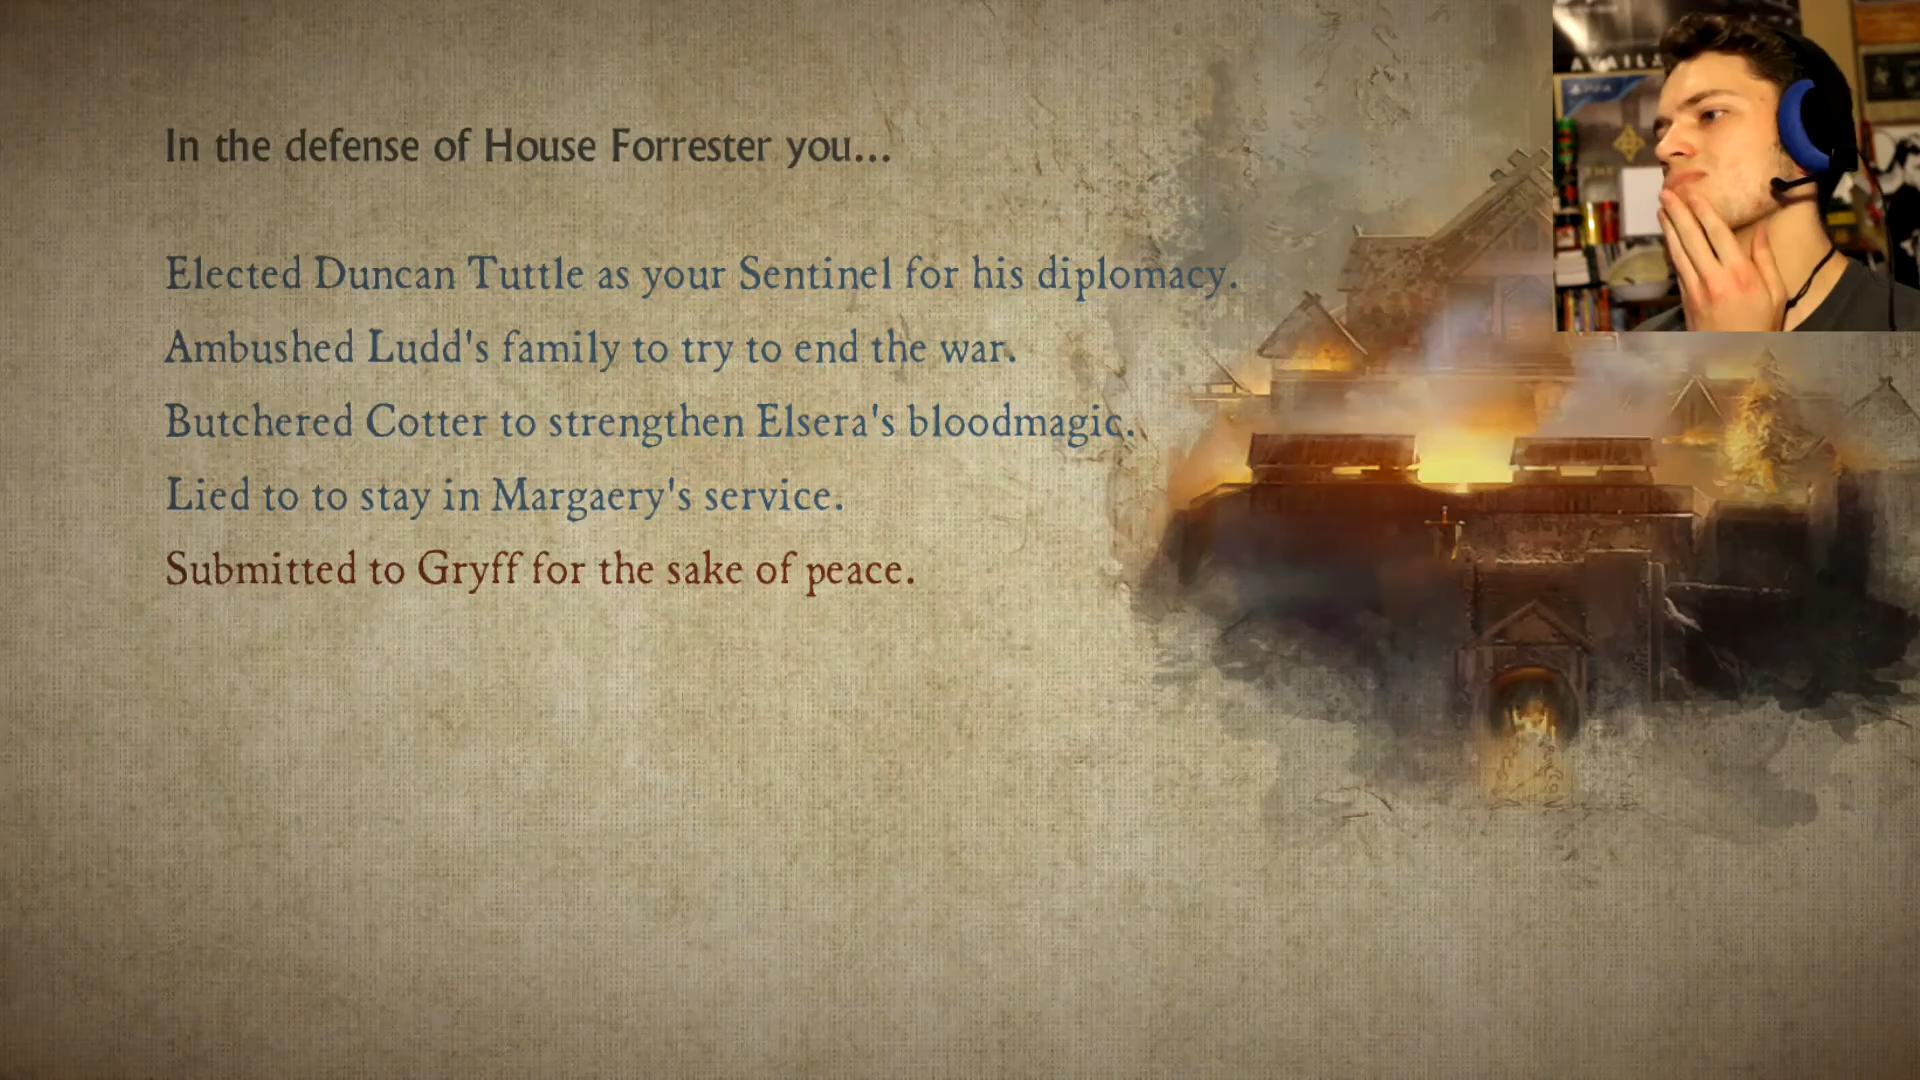 In the defense of House Forrester you...
Elected Duncan Tuttle as your Sentinel for his diplomacy.
Ambushed Ludd's family to try to end the war.
Butchered Cotter to strengthen Elsera's bloodmagic.
Lied to to stay in Margaery's service.
Submitted to Gryff for the sake of peace.